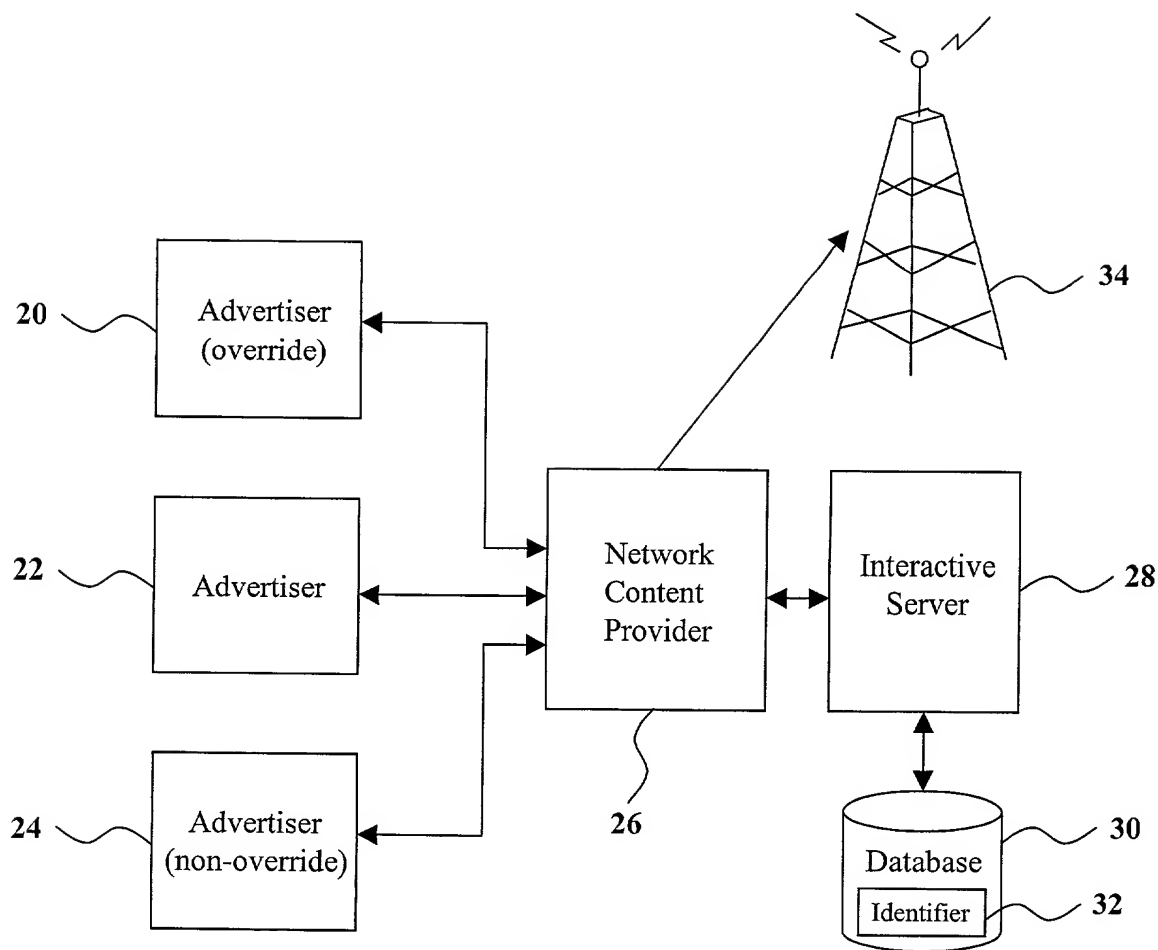 34
20
Advertiser
(override)
22
Advertiser
Network
Content
Provider
Interactive
Server
28
24
Advertiser
(non-override)
26
30
Database
Identifier
32